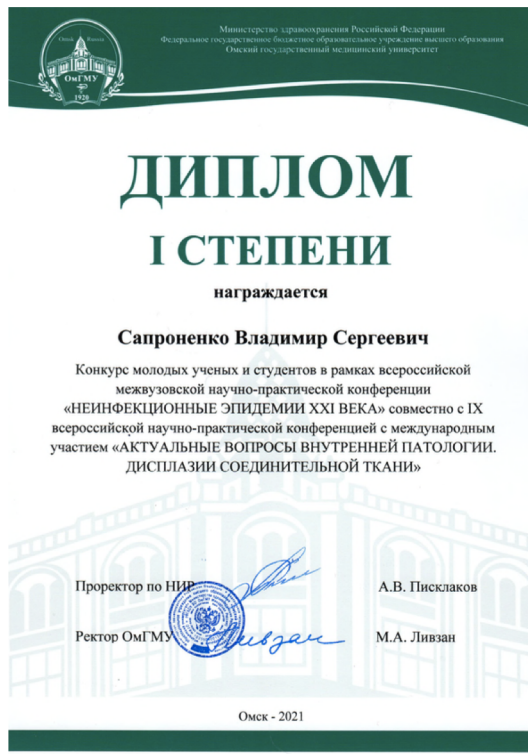 Министерство здравоохранения Российской Федерации
Федеральное государственное бюджетное образовательное учреждение высшего образования
Омский государственный медицинский университет
Omsk Russia
ОмГМУ
1920
ДИПЛОМ
I СТЕПЕНИ
награждается
Сапроненко Владимир Сергеевич
Конкурс молодых ученых и студентов в рамках всероссийской
межвузовской научно-практической конференции
«НЕИНФЕКЦИОННЫЕ ЭПИДЕМИИ XXI ВЕКА» совместно с IX
всероссийской научно-практической конференцией с международным
участием «АКТУАЛЬНЫЕ ВОПРОСЫ ВНУТРЕННЕЙ ПАТОЛОГИИ.
ДИСПЛАЗИИ СОЕДИНИТЕЛЬНОЙ ТКАНИ»
Проректор по НИР А.В. Писклаков
Ректор ОмГМУ Ливзан М.А. Ливзан
Омск - 2021